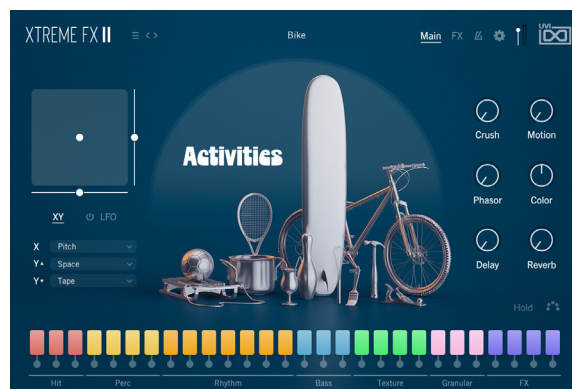 XTREME FX II
Bike
Main FX
UVI
Activities
Crush Motion
Phasor Color
Delay Reverb
XY LFO
X Pitch
Y Space
Y Tape
Hold
Hit Perc Rhythm Bass Texture Granular FX